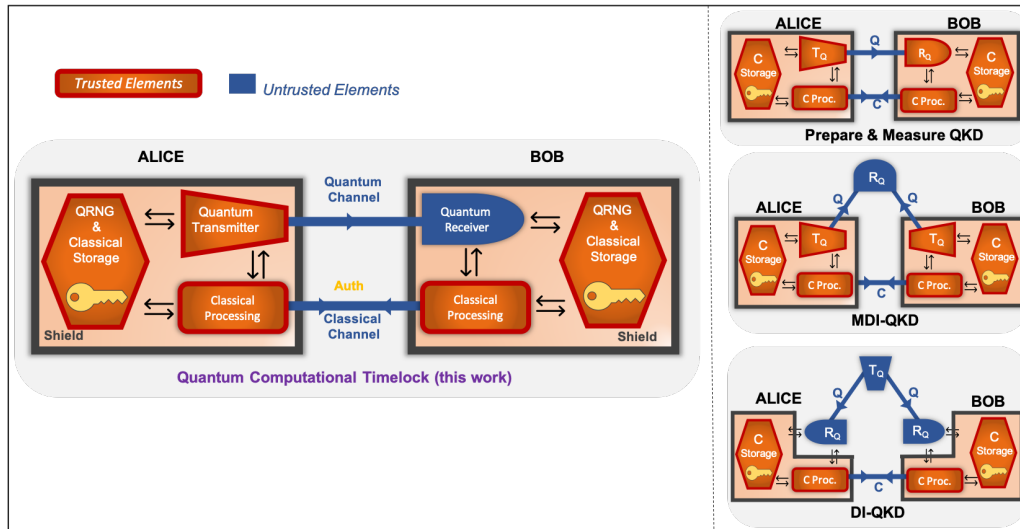 Trusted Elements
Untrusted Elements
ALICE
BOB
QRNG
&
Classical
Storage
Quantum
Transmitter
Classical
Processing
Shield
Quantum
Channel
Auth
Classical
Channel
Quantum
Receiver
Classical
Processing
QRNG
&
Classical
Storage
Shield
Quantum Computational Timelock (this work)
ALICE
BOB
C
Storage
TQ
Q
RQ
C
Storage
C Proc.
C
C Proc.
Prepare & Measure QKD
RQ
ALICE
BOB
Q
Q
C
Storage
TQ
TQ
C
Storage
C Proc.
C
C Proc.
MDI-QKD
TQ
ALICE
BOB
Q
Q
RQ
RQ
C
Storage
C
Storage
C Proc.
C
C Proc.
DI-QKD